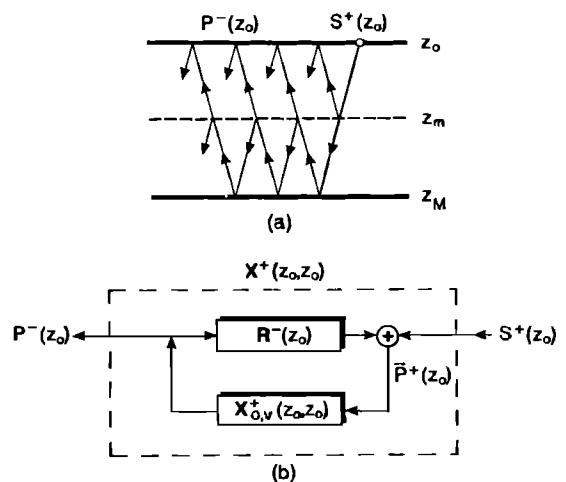 P⁻(z₀) S⁺(z₀)
z₀
zₘ
z_M
(a)
X⁺(z₀,z₀)
P⁻(z₀) R⁻(z₀) + S⁺(z₀)
P⃗⁺(z₀)
X⁺₀,ᵥ(z₀,z₀)
(b)